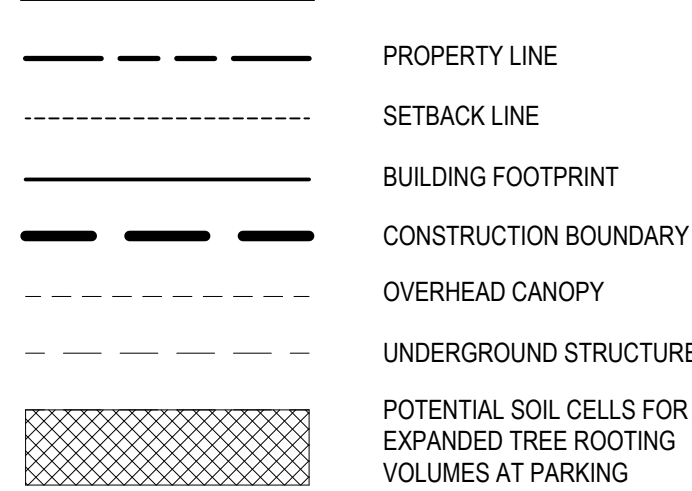 PROPERTY LINE
SETBACK LINE
BUILDING FOOTPRINT
CONSTRUCTION BOUNDARY
OVERHEAD CANOPY
UNDERGROUND STRUCTURE
POTENTIAL SOIL CELLS FOR
EXPANDED TREE ROOTING
VOLUMES AT PARKING